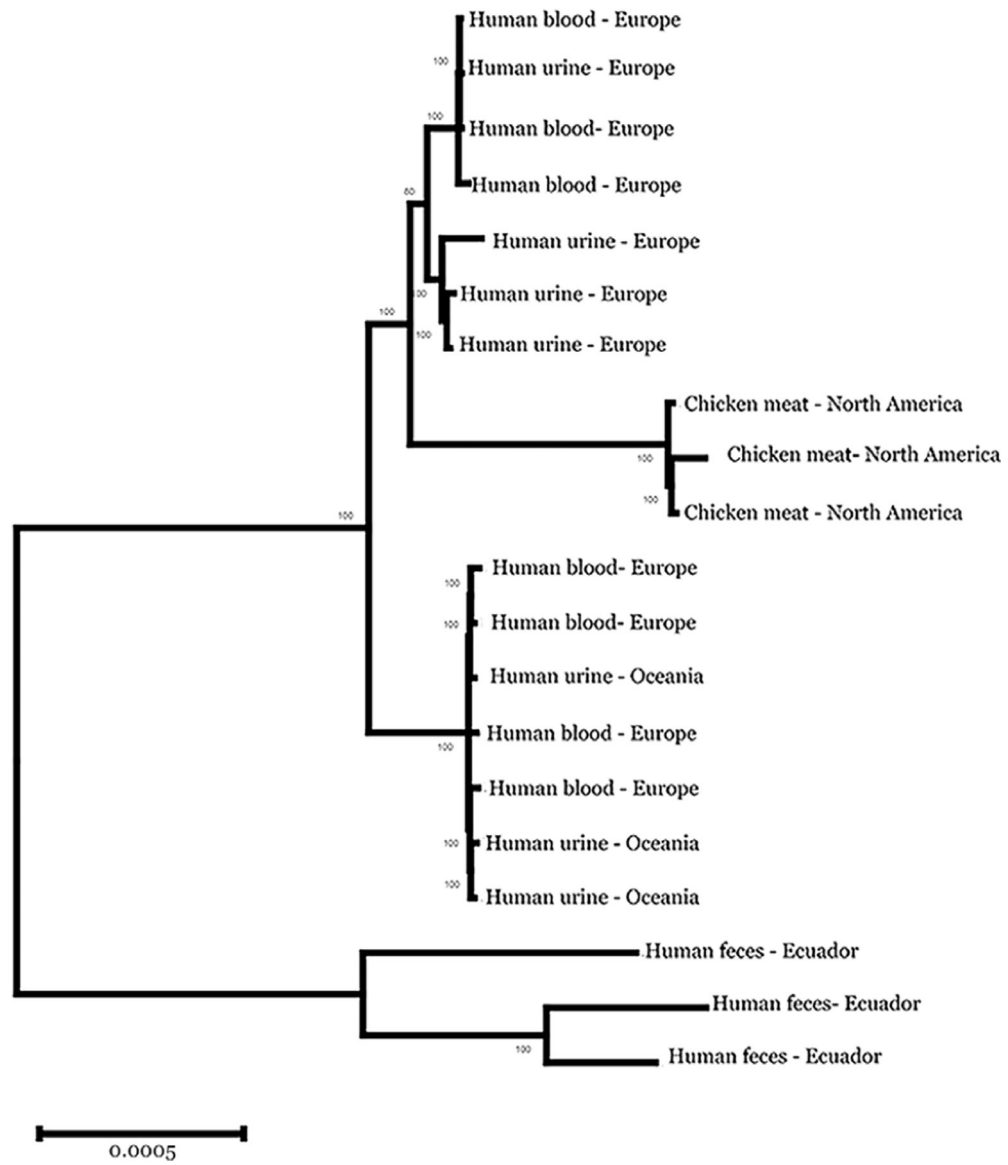 Human blood - Europe
100
Human urine - Europe
100
Human blood- Europe
Human blood - Europe
80
Human urine - Europe
100
Human urine - Europe
100
100
Human urine - Europe
Chicken meat - North America
100
Chicken meat- North America
100
Chicken meat - North America
100
Human blood- Europe
100
Human blood- Europe
100
Human urine - Oceania
Human blood - Europe
100
Human blood - Europe
100
Human urine - Oceania
100
Human urine - Oceania
Human feces - Ecuador
Human feces- Ecuador
100
Human feces - Ecuador
0.0005